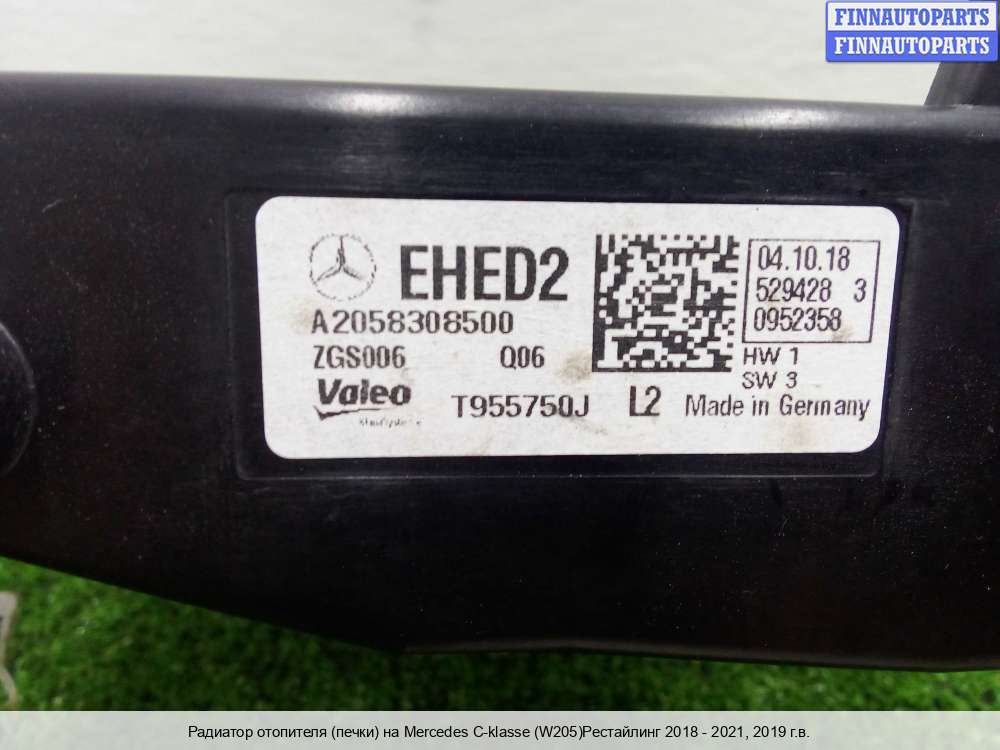 FINNAUTOPARTS
FINNAUTOPARTS
EHED2
A2058308500
ZGS006 Q06
Valeo
T955750J L2
04.10.18
529428 3
0952358
HW 1
SW 3
Made in Germany
Радиатор отопителя (печки) на Mercedes C-klasse (W205)Рестайлинг 2018 - 2021, 2019 г.в.